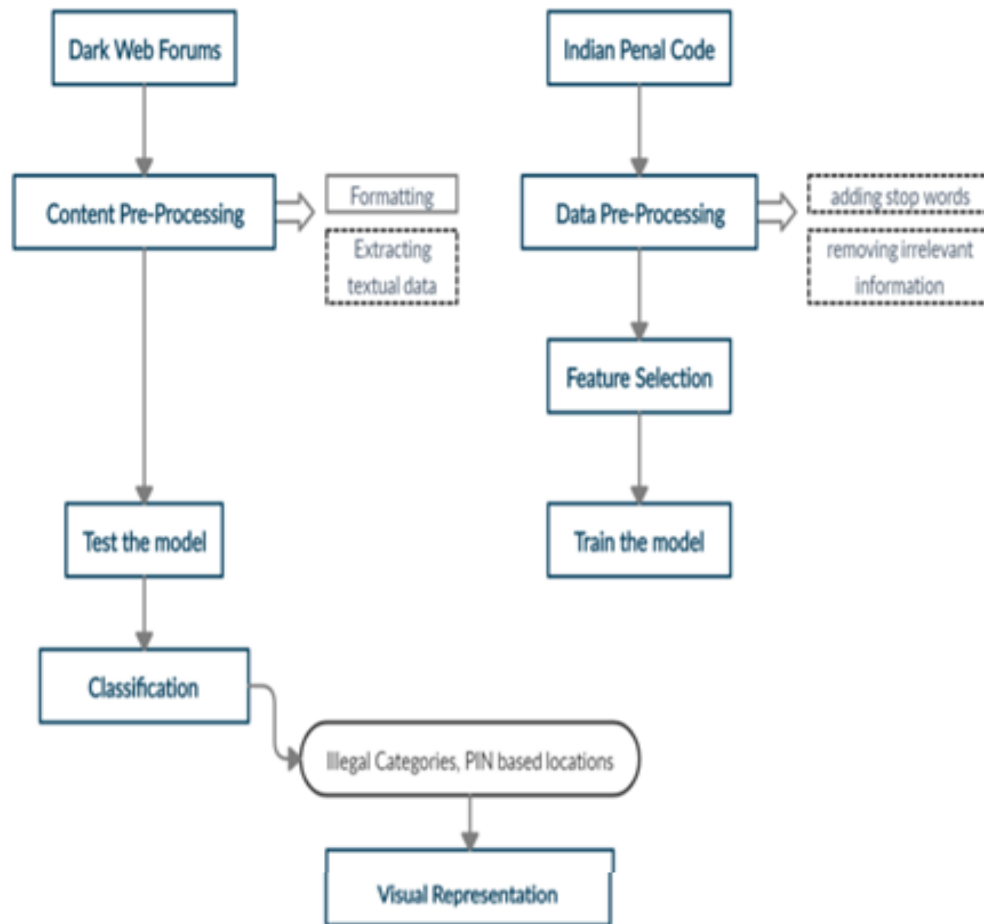 Dark Web Forums
Indian Penal Code
Content Pre-Processing
Formatting
Extracting
textual data
Data Pre-Processing
adding stop words
removing irrelevant
information
Feature Selection
Test the model
Train the model
Classification
Illegal Categories, PIN based locations
Visual Representation